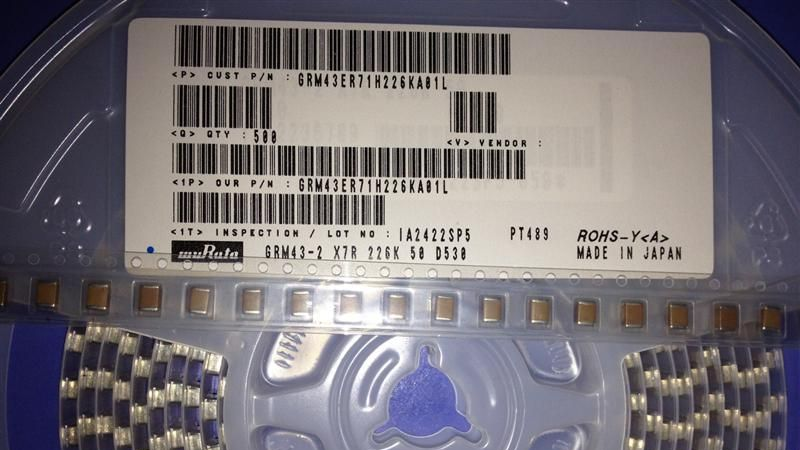 <P> CUST P/N : GRM43ER71H226KA01L
<Q> QTY : 500 <V> VENDOR :
<1P> OUR P/N : GRM43ER71H226KA01L
<1T> INSPECTION / LOT NO : IA2422SP5 PT489 ROHS-Y<A>
muRata GRM43-2 X7R 226K 50 D530 MADE IN JAPAN